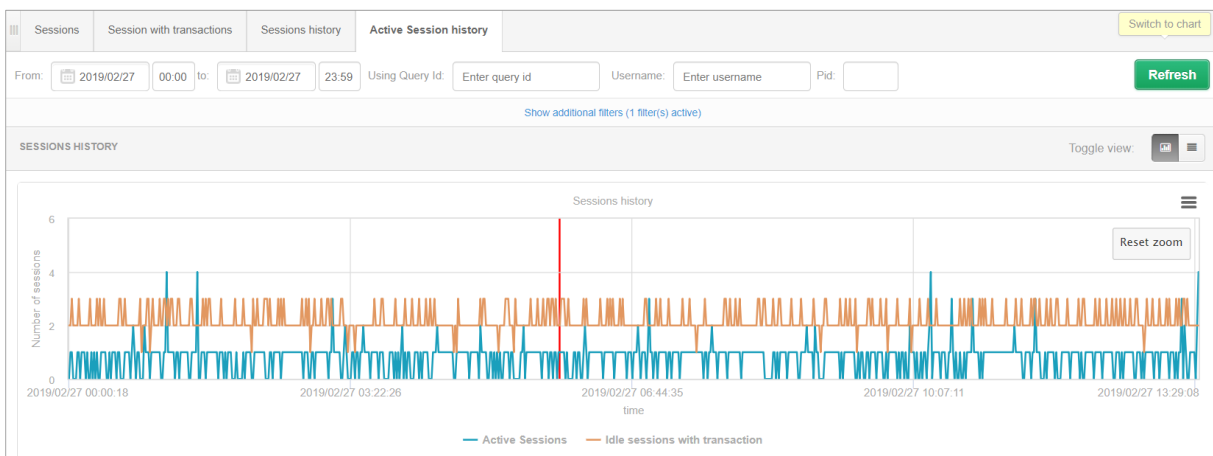 Sessions Session with transactions Sessions history Active Session history Switch to chart
From: 2019/02/27 00:00 to: 2019/02/27 23:59 Using Query Id: Enter query id Username: Enter username Pid: Refresh
Show additional filters (1 filter(s) active)
SESSIONS HISTORY Toggle view:
Sessions history
Reset zoom
Number of sessions
6
4
2
0
2019/02/27 00:00.18 2019/02/27 03:22.26 2019/02/27 06:44:35 2019/02/27 10:07.11 2019/02/27 13:29:08
time
Active Sessions Idle sessions with transaction